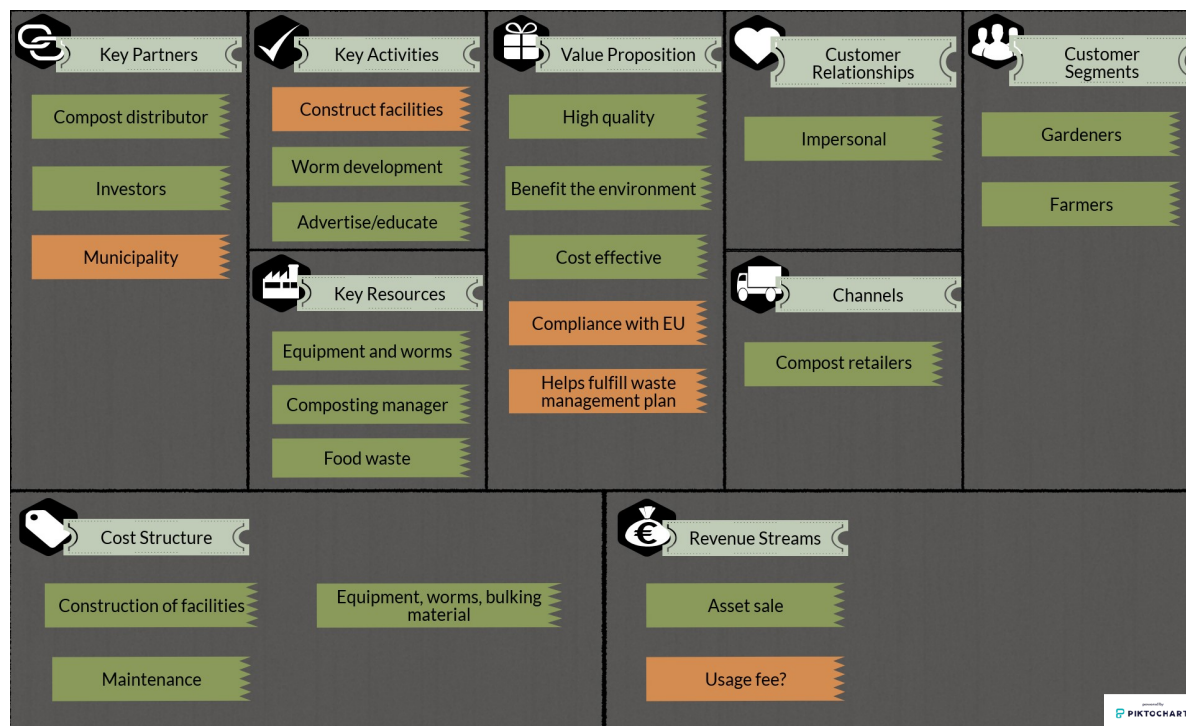 Key Partners
Compost distributor
Investors
Municipality
Key Activities
Construct facilities
Worm development
Advertise/educate
Key Resources
Equipment and worms
Composting manager
Food waste
Value Proposition
High quality
Benefit the environment
Cost effective
Compliance with EU
Helps fulfill waste
management plan
Customer
Relationships
Impersonal
Channels
Compost retailers
Customer
Segments
Gardeners
Farmers
Cost Structure
Construction of facilities
Maintenance
Equipment, worms, bulking
material
€
Revenue Streams
Asset sale
Usage fee?
powered by
PIKTOCHART